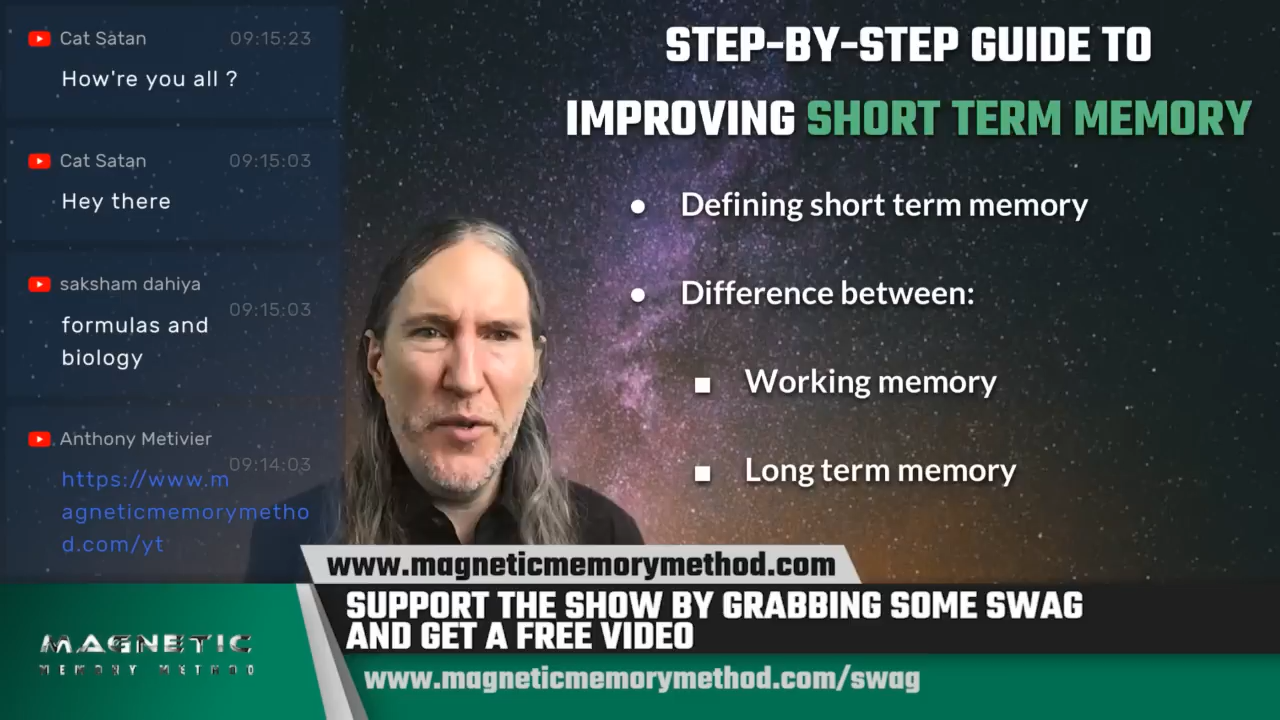 Cat Satan
09:15:23
How're you all ?
Cat Satan
09:15:03
Hey there
saksham dahiya
09:15:03
formulas and
biology
Anthony Metivier
09:14:03
https://www.m
agneticmemorymetho
d.com/yt
STEP-BY-STEP GUIDE TO
IMPROVING SHORT TERM MEMORY
● Defining short term memory
● Difference between:
■ Working memory
■ Long term memory
www.magneticmemorymethod.com
SUPPORT THE SHOW BY GRABBING SOME SWAG
AND GET A FREE VIDEO
www.magneticmemorymethod.com/swag
MAGNETIC
MEMORY METHOD